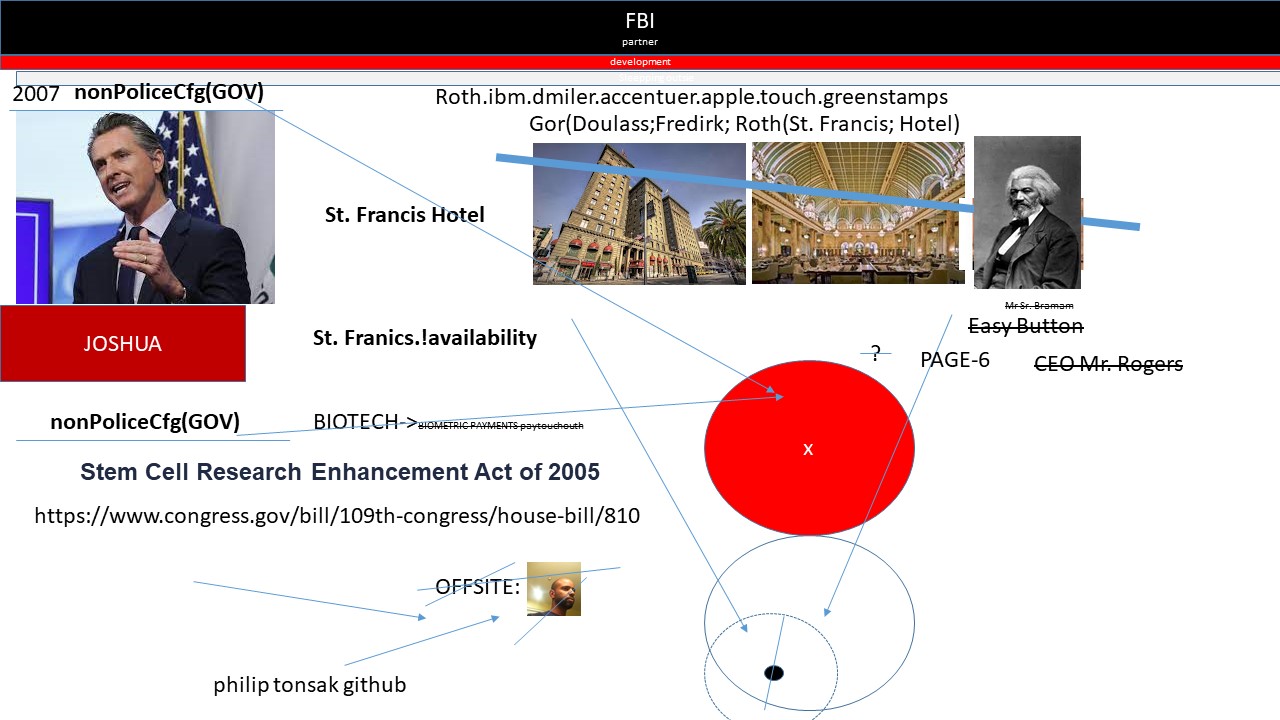 FBI
partner
development
2007 nonPoliceCfg(GOV)
Roth.ibm.dmiler.accentuer.apple.touch.greenstamps
Gor(Doulass;Fredirk; Roth(St. Francis; Hotel)
St. Francis Hotel
Mr Sr. Bramam
Easy Button
JOSHUA
St. Franics.!availability
?
PAGE-6
CEO Mr. Rogers
nonPoliceCfg(GOV)
BIOTECH->BIOMETRIC PAYMENTS paytouchouth
x
Stem Cell Research Enhancement Act of 2005
https://www.congress.gov/bill/109th-congress/house-bill/810
OFFSITE:
philip tonsak github